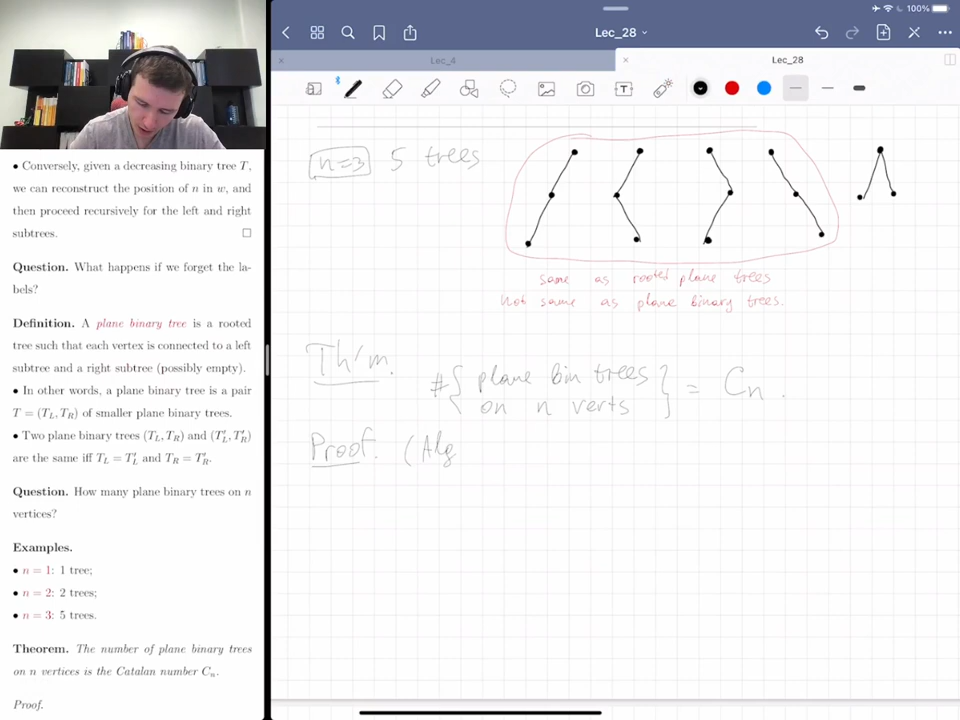 100%
Lec_28
Lec_4
Lec_28
• Conversely, given a decreasing binary tree T,
we can reconstruct the position of n in w, and
then proceed recursively for the left and right
subtrees. □
Question. What happens if we forget the la-
bels?
Definition. A plane binary tree is a rooted
tree such that each vertex is connected to a left
subtree and a right subtree (possibly empty).
• In other words, a plane binary tree is a pair
T = (T_L, T_R) of smaller plane binary trees.
• Two plane binary trees (T_L, T_R) and (T′_L, T′_R)
are the same iff T_L = T′_L and T_R = T′_R.
Question. How many plane binary trees on n
vertices?
Examples.
• n = 1: 1 tree;
• n = 2: 2 trees;
• n = 3: 5 trees.
Theorem. The number of plane binary trees
on n vertices is the Catalan number C_n.
Proof.
n=3 5 trees
same as rooted plane trees
not same as plane binary trees.
Th'm.
#{ plane bin trees
on n verts } = C_n.
Proof. (Alg